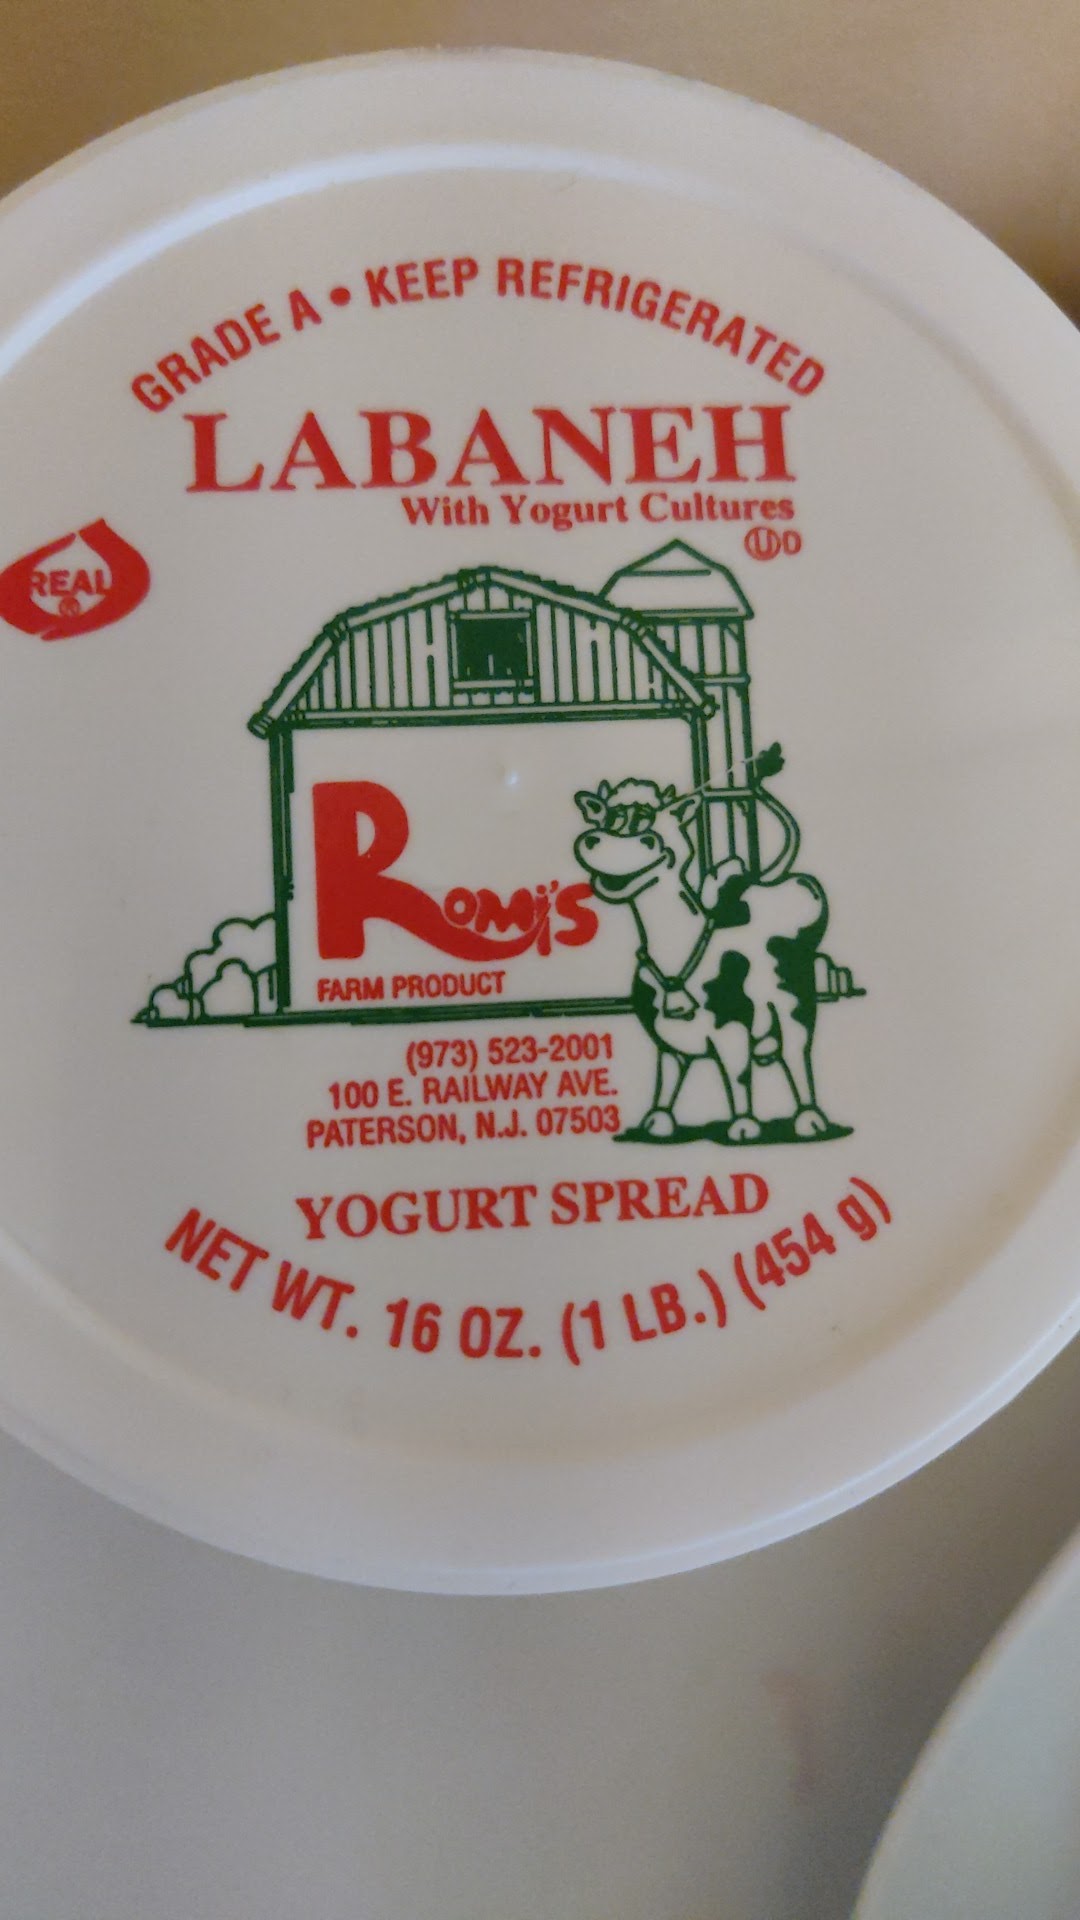 GRADE A • KEEP REFRIGERATED
LABANEH
With Yogurt Cultures
UD
REAL
®
Romi's
FARM PRODUCT
(973) 523-2001
100 E. RAILWAY AVE.
PATERSON, N.J. 07503
YOGURT SPREAD
NET WT. 16 OZ. (1 LB.) (454 g)